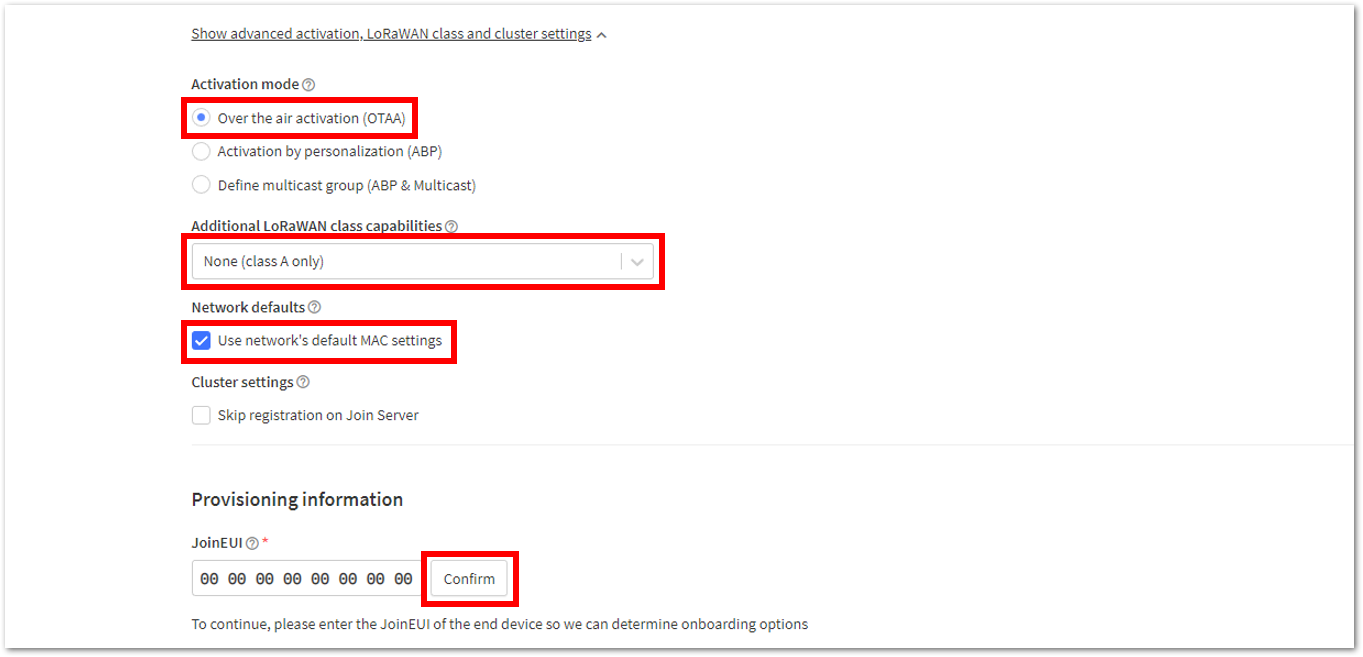 Show advanced activation, LoRaWAN class and cluster settings
Activation mode
Over the air activation (OTAA)
Activation by personalization (ABP)
Define multicast group (ABP & Multicast)
Additional LoRaWAN class capabilities
None (class A only)
Network defaults
Use network's default MAC settings
Cluster settings
Skip registration on Join Server
Provisioning information
JoinEUI *
00 00 00 00 00 00 00 00 Confirm
To continue, please enter the JoinEUI of the end device so we can determine onboarding options